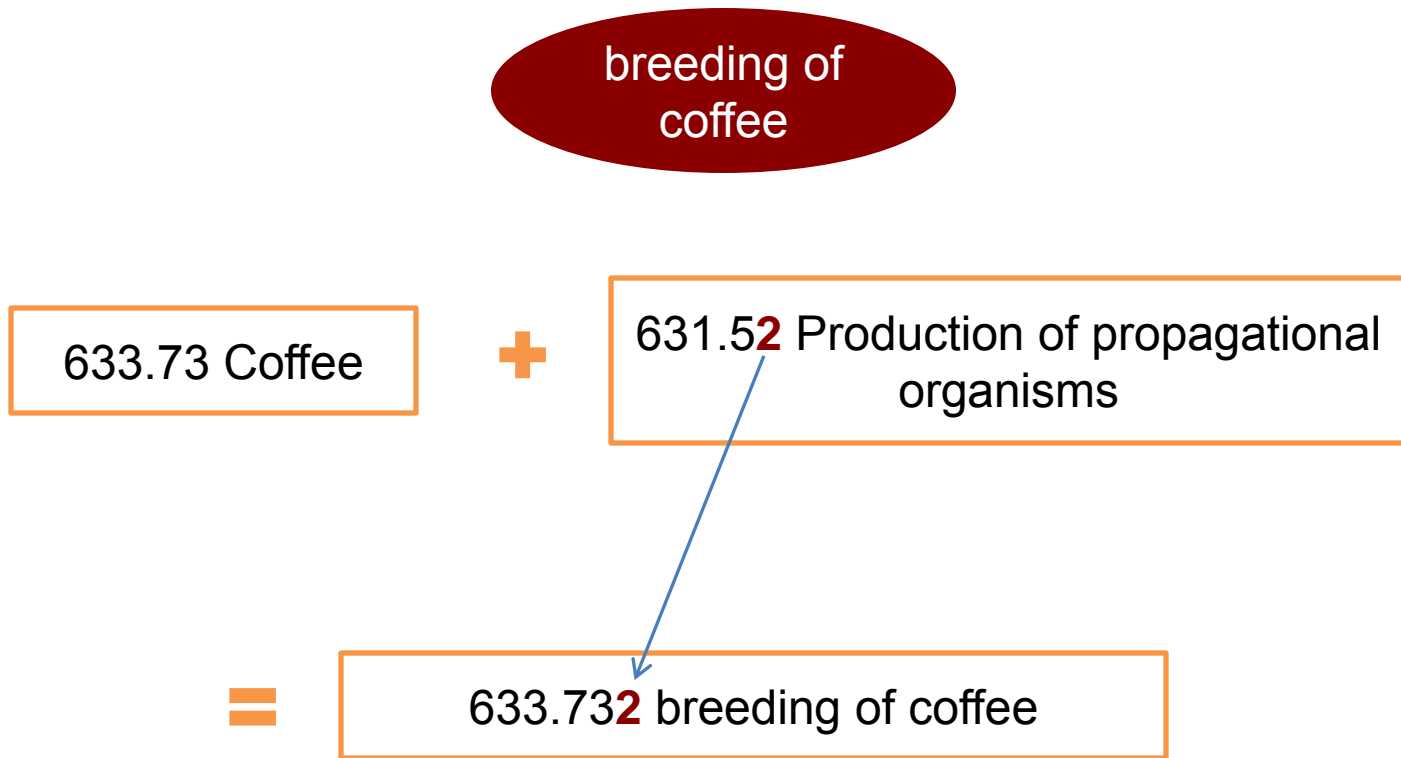 breeding of
coffee
633.73 Coffee
+
631.52 Production of propagational
organisms
=
633.732 breeding of coffee